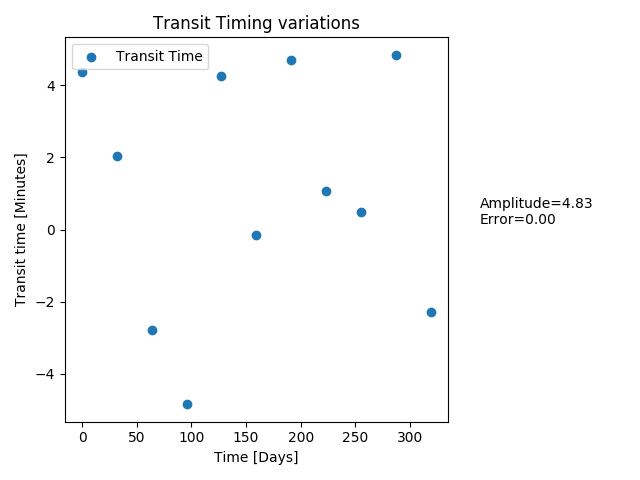 Transit Timing variations
Transit Time
Transit time [Minutes]
4
2
0
−2
−4
0 50 100 150 200 250 300
Time [Days]
Amplitude=4.83
Error=0.00